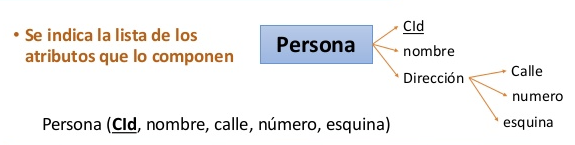 • Se indica la lista de los
atributos que lo componen
Persona
CId
nombre
Dirección
Calle
numero
esquina
Persona (CId, nombre, calle, número, esquina)